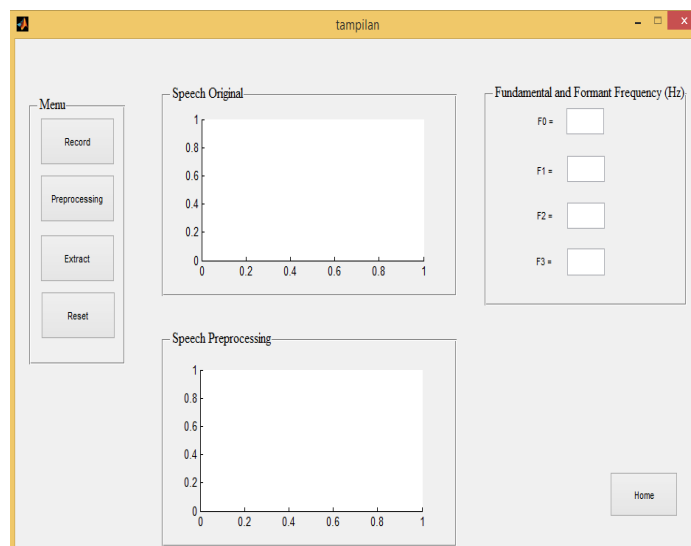 tampilan
Menu
Record
Preprocessing
Extract
Reset
Speech Original
1
0.8
0.6
0.4
0.2
0
0 0.2 0.4 0.6 0.8 1
Speech Preprocessing
1
0.8
0.6
0.4
0.2
0
0 0.2 0.4 0.6 0.8 1
Fundamental and Formant Frequency (Hz)
F0 =
F1 =
F2 =
F3 =
Home